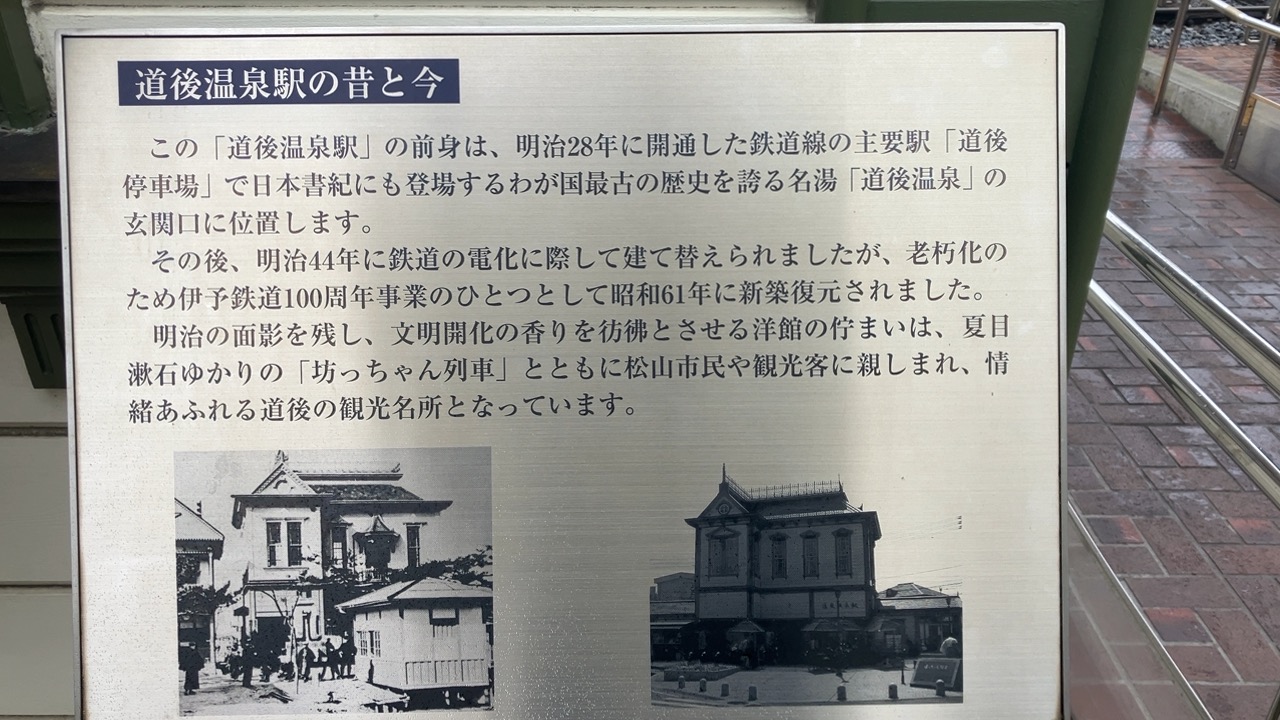 道後温泉駅の昔と今
この「道後温泉駅」の前身は、明治28年に開通した鉄道線の主要駅「道後
停車場」で日本書紀にも登場するわが国最古の歴史を誇る名湯「道後温泉」の
玄関口に位置します。
その後、明治44年に鉄道の電化に際して建て替えられましたが、老朽化の
ため伊予鉄道100周年事業のひとつとして昭和61年に新築復元されました。
明治の面影を残し、文明開化の香りを彷彿とさせる洋館の佇まいは、夏目
漱石ゆかりの「坊っちゃん列車」とともに松山市民や観光客に親しまれ、情
緒あふれる道後の観光名所となっています。